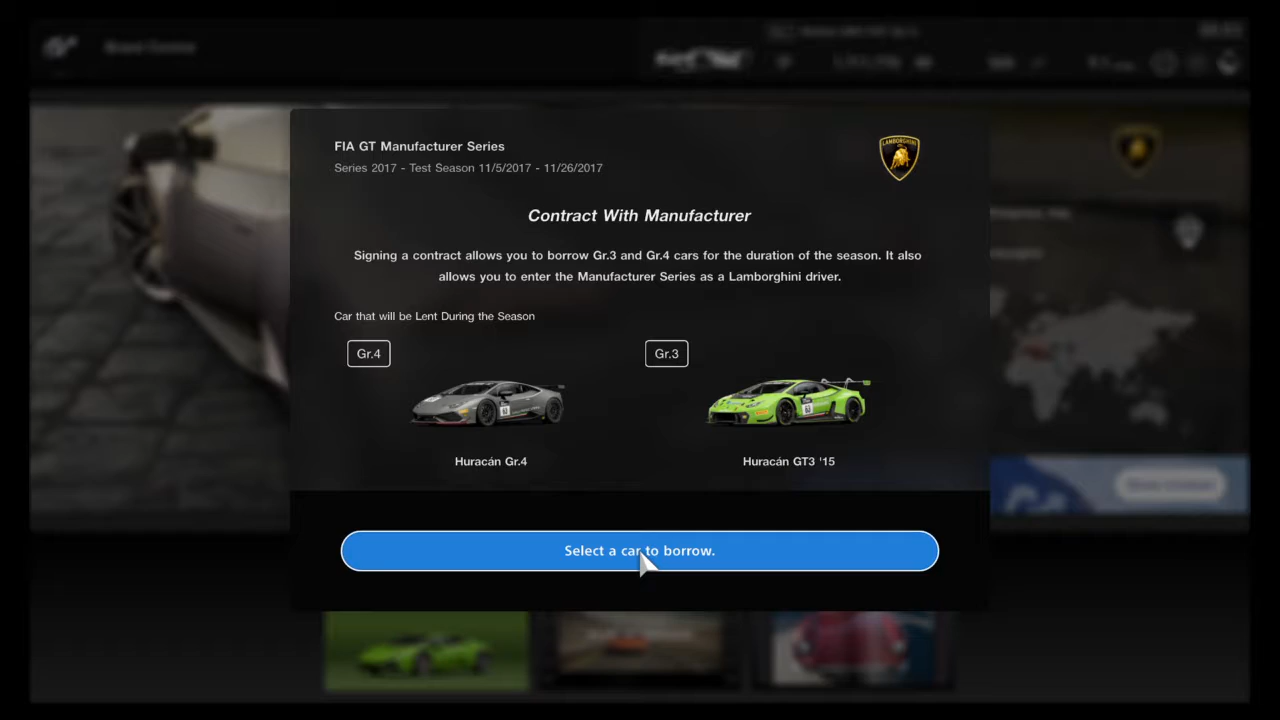 Brand Central
FIA GT Manufacturer Series
LAMBORGHINI
Series 2017 - Test Season 11/5/2017 - 11/26/2017
Contract With Manufacturer
Signing a contract allows you to borrow Gr.3 and Gr.4 cars for the duration of the season. It also
allows you to enter the Manufacturer Series as a Lamborghini driver.
Car that will be Lent During the Season
Gr.4
Gr.3
Huracán Gr.4
Huracán GT3 '15
Select a car to borrow.